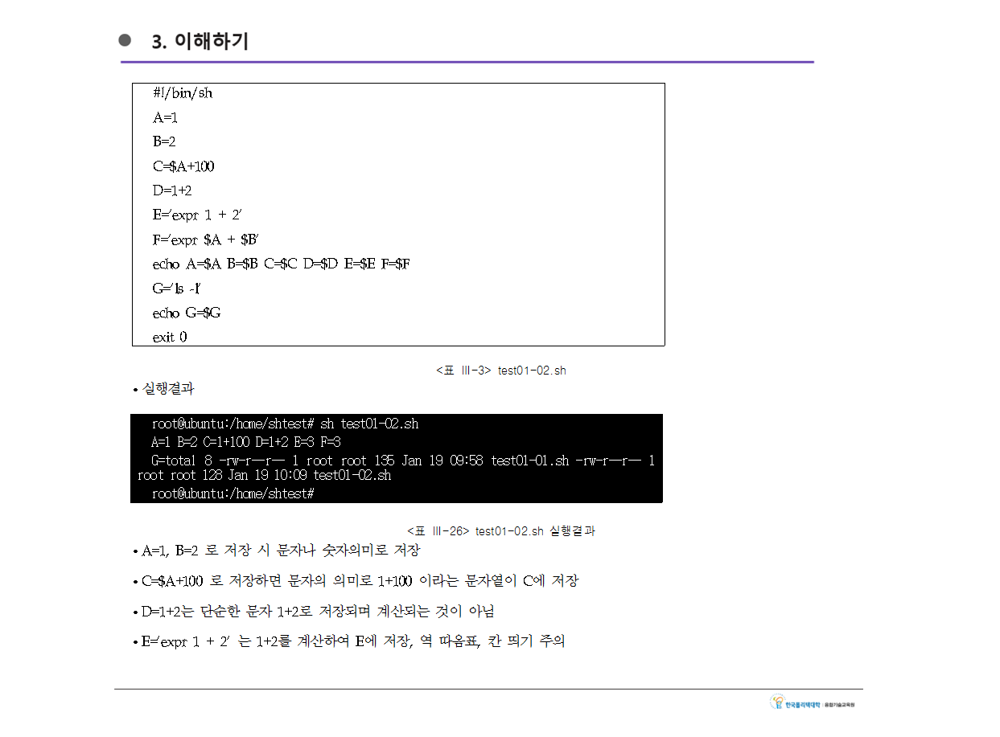 ● 3. 이해하기
#!/bin/sh
A=1
B=2
C=$A+100
D=1+2
E='expr 1 + 2'
F='expr $A + $B'
echo A=$A B=$B C=$C D=$D E=$E F=$F
G='ls -l'
echo G=$G
exit 0
<표 III-3> test01-02.sh
• 실행결과
root@ubuntu:/home/shtest# sh test01-02.sh
A=1 B=2 C=1+100 D=1+2 E=3 F=3
G=total 8 -rw-r--r-- 1 root root 135 Jan 19 09:58 test01-01.sh -rw-r--r-- 1
root root 128 Jan 19 10:09 test01-02.sh
root@ubuntu:/home/shtest#
<표 III-26> test01-02.sh 실행결과
• A=1, B=2 로 저장 시 문자나 숫자의미로 저장
• C=$A+100 로 저장하면 문자의 의미로 1+100 이라는 문자열이 C에 저장
• D=1+2는 단순한 문자 1+2로 저장되며 계산되는 것이 아님
• E='expr 1 + 2' 는 1+2를 계산하여 E에 저장, 역 따옴표, 칸 띄기 주의
한국폴리텍대학 | 융합기술교육원